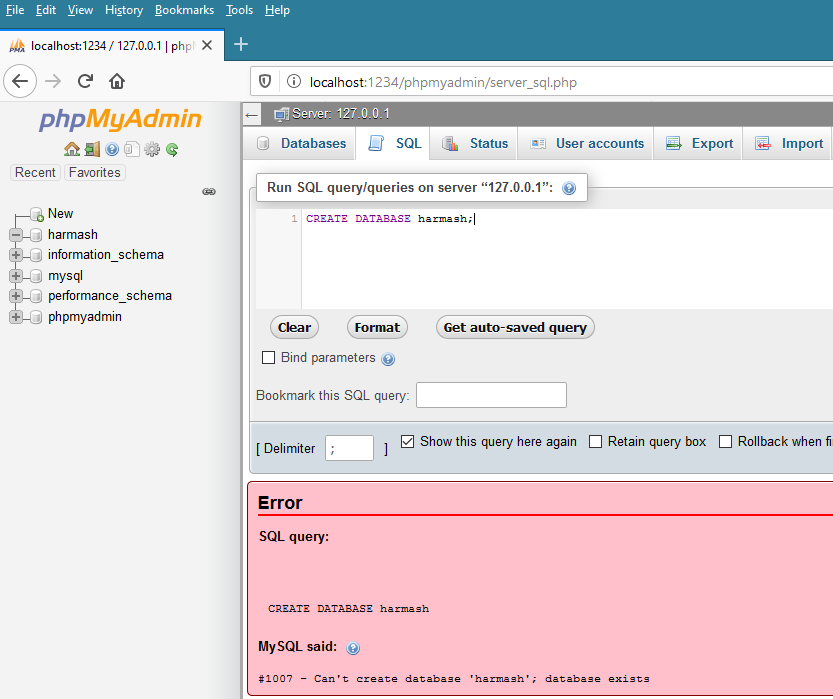 File Edit View History Bookmarks Tools Help
PMA localhost:1234 / 127.0.0.1 | php
localhost:1234/phpmyadmin/server_sql.php
phpMyAdmin
Recent Favorites
New
harmash
information_schema
mysql
performance_schema
phpmyadmin
Server: 127.0.0.1
Databases SQL Status User accounts Export Import
Run SQL query/queries on server “127.0.0.1”:
1 CREATE DATABASE harmash;
Clear Format Get auto-saved query
Bind parameters
Bookmark this SQL query:
[ Delimiter ; ] Show this query here again Retain query box Rollback when fi
Error
SQL query:
CREATE DATABASE harmash
MySQL said:
#1007 - Can't create database 'harmash'; database exists